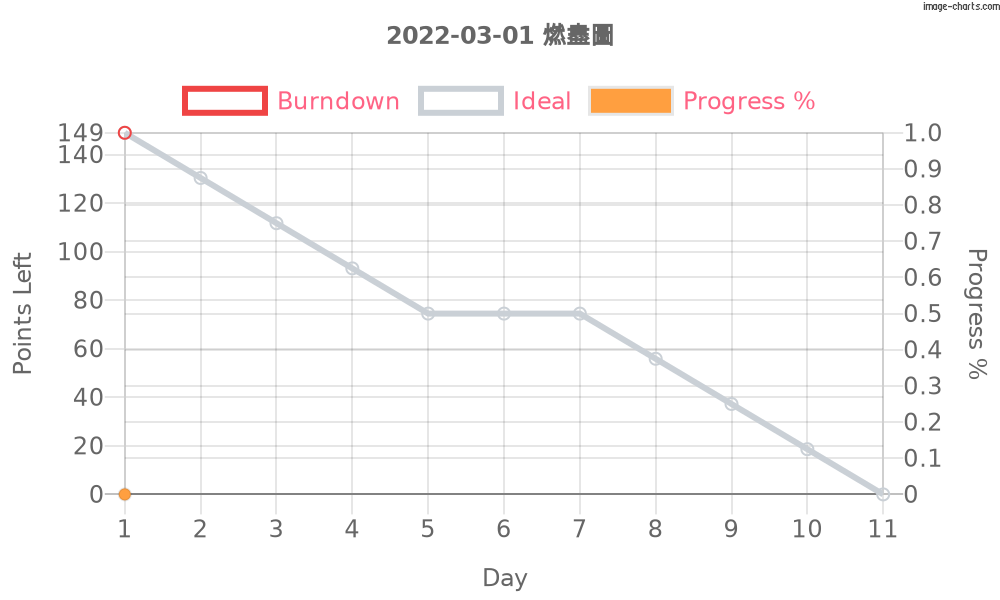 image-charts.com
2022-03-01 燃盡圖
Burndown Ideal Progress %
149
140
120
100
80
60
40
20
0
Points Left
1.0
0.9
0.8
0.7
0.6
0.5
0.4
0.3
0.2
0.1
0
Progress %
1 2 3 4 5 6 7 8 9 10 11
Day